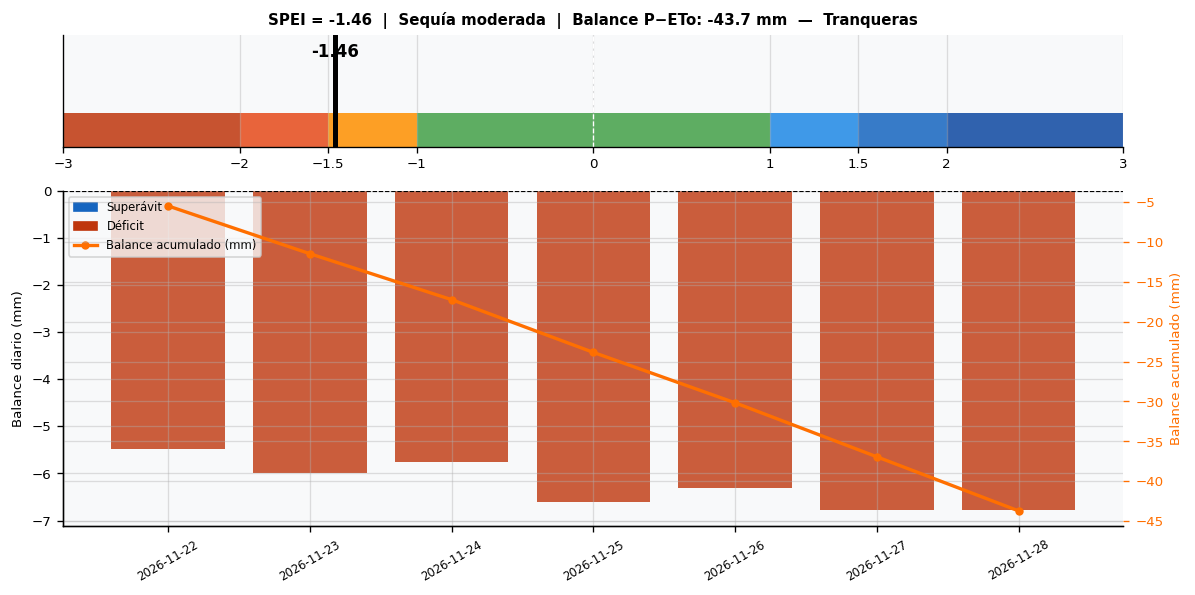 SPEI = -1.46 | Sequía moderada | Balance P−ETo: -43.7 mm — Tranqueras
-1.46
−3 −2 −1.5 −1 0 1 1.5 2 3
Superávit
Déficit
Balance acumulado (mm)
Balance diario (mm)
0
−1
−2
−3
−4
−5
−6
−7
−5
−10
−15
−20
−25
−30
−35
−40
−45
Balance acumulado (mm)
2026-11-22 2026-11-23 2026-11-24 2026-11-25 2026-11-26 2026-11-27 2026-11-28